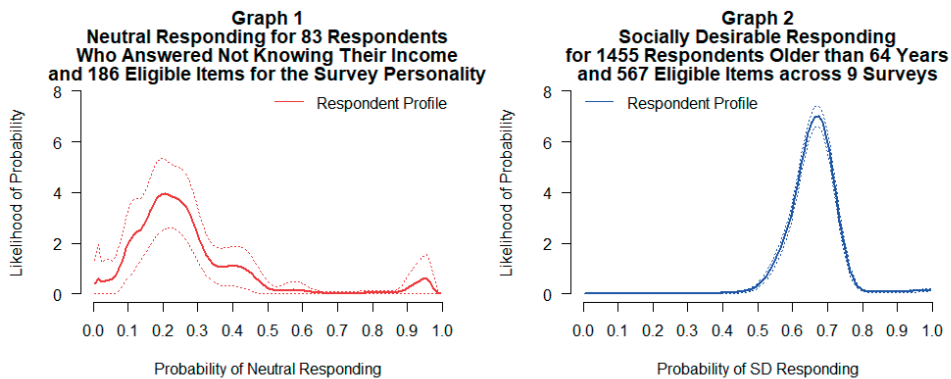 Graph 1
Neutral Responding for 83 Respondents
Who Answered Not Knowing Their Income
and 186 Eligible Items for the Survey Personality
8
6
4
2
0
Likelihood of Probability
Respondent Profile
0.0 0.1 0.2 0.3 0.4 0.5 0.6 0.7 0.8 0.9 1.0
Probability of Neutral Responding
Graph 2
Socially Desirable Responding
for 1455 Respondents Older than 64 Years
and 567 Eligible Items across 9 Surveys
8
6
4
2
0
Likelihood of Probability
Respondent Profile
0.0 0.1 0.2 0.3 0.4 0.5 0.6 0.7 0.8 0.9 1.0
Probability of SD Responding